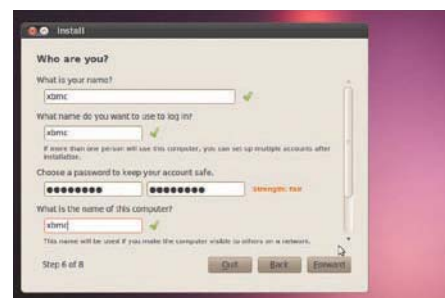 Install
Who are you?
What is your name?
xbmc
What name do you want to use to log in?
xbmc
If more than one person will use this computer, you can set up multiple accounts after
installation.
Choose a password to keep your account safe.
Strength: fair
What is the name of this computer?
xbmc
This name will be used if you make the computer visible to others on a network.
Step 6 of 8
Quit Back Forward